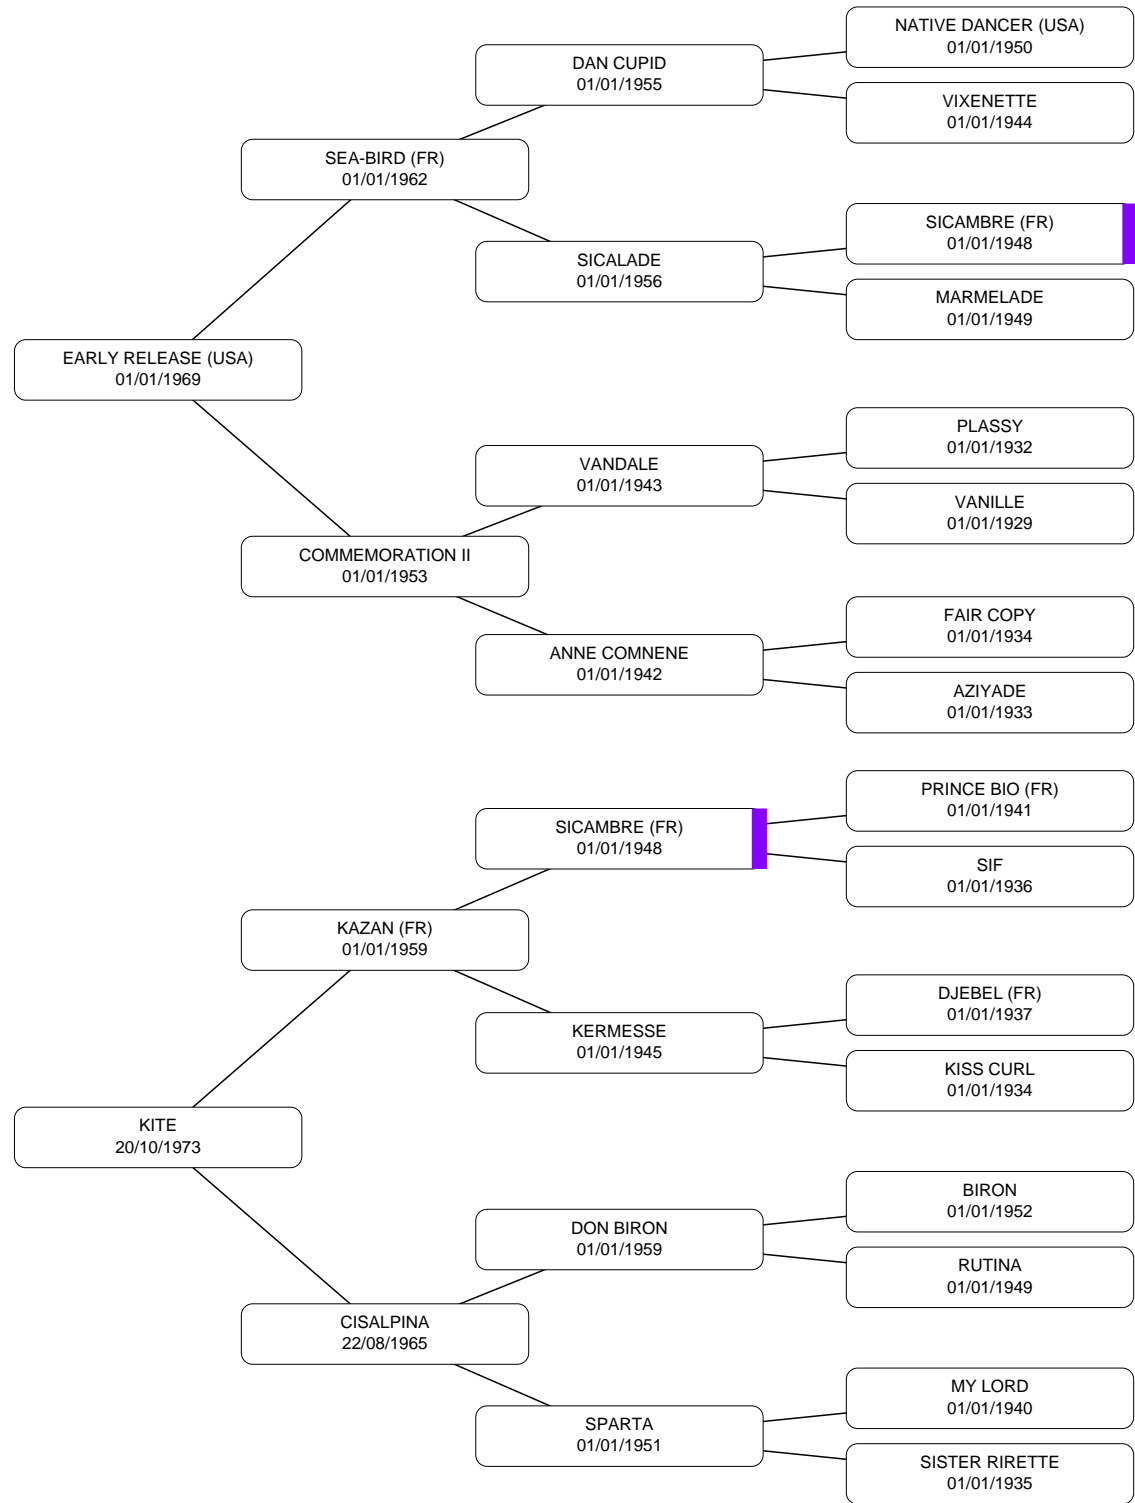 NATIVE DANCER (USA)
01/01/1950
DAN CUPID
01/01/1955
VIXENETTE
01/01/1944
SEA-BIRD (FR)
01/01/1962
SICAMBRE (FR)
01/01/1948
SICALADE
01/01/1956
MARMELADE
01/01/1949
EARLY RELEASE (USA)
01/01/1969
PLASSY
01/01/1932
VANDALE
01/01/1943
VANILLE
01/01/1929
COMMEMORATION II
01/01/1953
FAIR COPY
01/01/1934
ANNE COMNENE
01/01/1942
AZIYADE
01/01/1933
PRINCE BIO (FR)
01/01/1941
SICAMBRE (FR)
01/01/1948
SIF
01/01/1936
KAZAN (FR)
01/01/1959
DJEBEL (FR)
01/01/1937
KERMESSE
01/01/1945
KISS CURL
01/01/1934
KITE
20/10/1973
BIRON
01/01/1952
DON BIRON
01/01/1959
RUTINA
01/01/1949
CISALPINA
22/08/1965
MY LORD
01/01/1940
SPARTA
01/01/1951
SISTER RIRETTE
01/01/1935